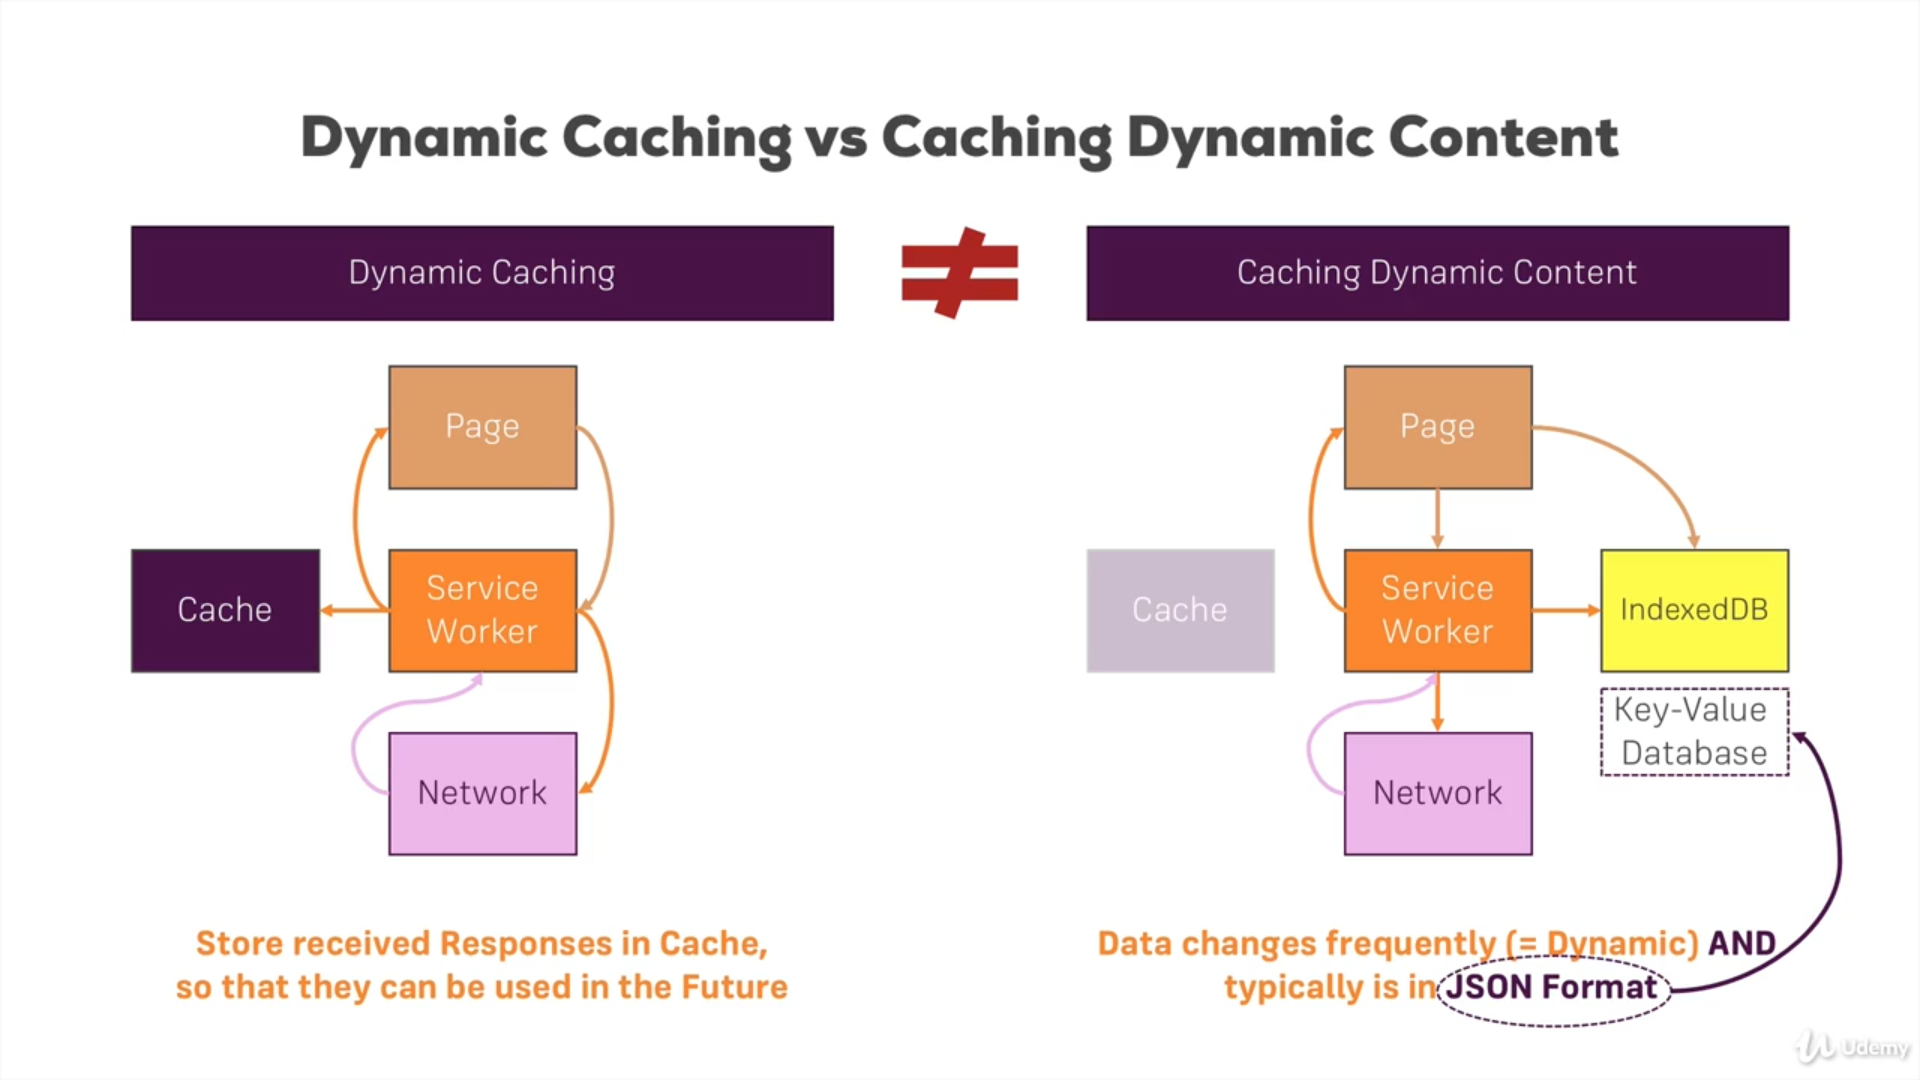 Dynamic Caching vs Caching Dynamic Content
Dynamic Caching
Caching Dynamic Content
Page
Cache
Service
Worker
Network
Store received Responses in Cache,
so that they can be used in the Future
Page
Cache
Service
Worker
IndexedDB
Key-Value
Database
Network
Data changes frequently (= Dynamic) AND
typically is in JSON Format
Udemy